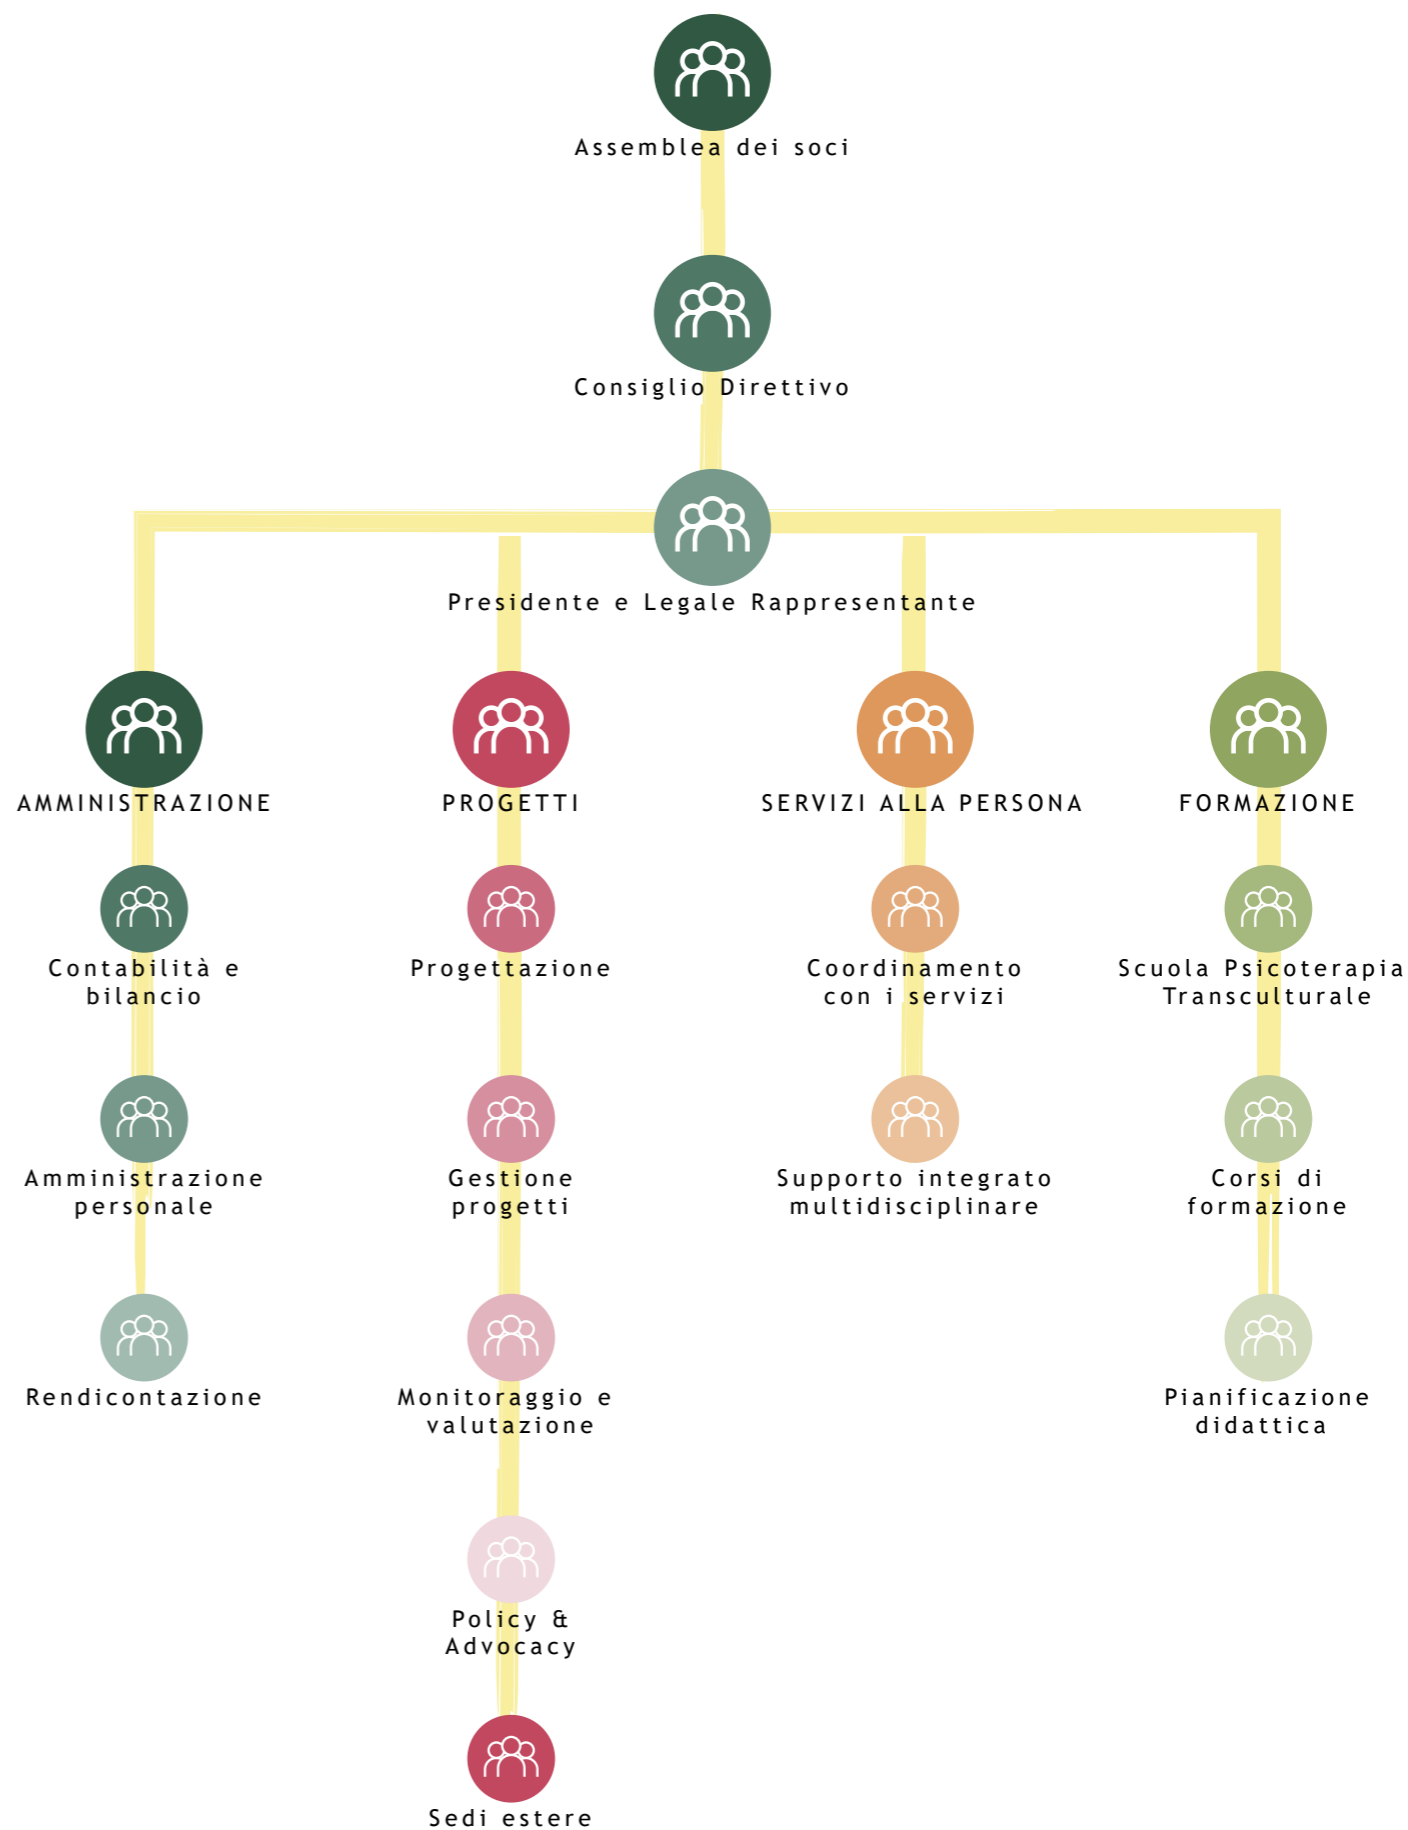 Assemblea dei soci
Consiglio Direttivo
Presidente e Legale Rappresentante
AMMINISTRAZIONE
PROGETTI
SERVIZI ALLA PERSONA
FORMAZIONE
Contabilità e
bilancio
Progettazione
Coordinamento
con i servizi
Scuola Psicoterapia
Transculturale
Amministrazione
personale
Gestione
progetti
Supporto integrato
multidisciplinare
Corsi di
formazione
Rendicontazione
Monitoraggio e
valutazione
Pianificazione
didattica
Policy &
Advocacy
Sedi estere